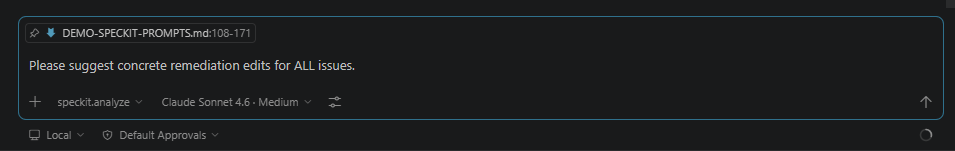 DEMO-SPECKIT-PROMPTS.md:108-171
Please suggest concrete remediation edits for ALL issues.
speckit.analyze Claude Sonnet 4.6 · Medium
Local Default Approvals